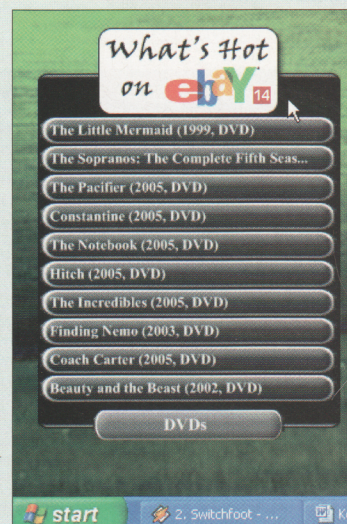 What's Hot
on ebay
14
The Little Mermaid (1999, DVD)
The Sopranos: The Complete Fifth Seas...
The Pacifier (2005, DVD)
Constantine (2005, DVD)
The Notebook (2005, DVD)
Hitch (2005, DVD)
The Incredibles (2005, DVD)
Finding Nemo (2003, DVD)
Coach Carter (2005, DVD)
Beauty and the Beast (2002, DVD)
DVDs
start
2. Switchfoot - ...